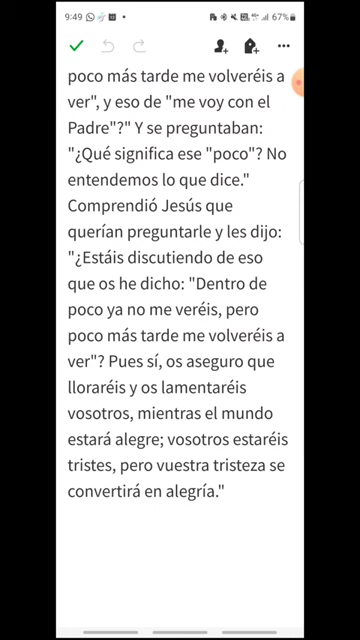 9:49 67%
poco más tarde me volveréis a
ver", y eso de "me voy con el
Padre"?" Y se preguntaban:
"¿Qué significa ese "poco"? No
entendemos lo que dice."
Comprendió Jesús que
querían preguntarle y les dijo:
"¿Estáis discutiendo de eso
que os he dicho: "Dentro de
poco ya no me veréis, pero
poco más tarde me volveréis a
ver"? Pues sí, os aseguro que
lloraréis y os lamentaréis
vosotros, mientras el mundo
estará alegre; vosotros estaréis
tristes, pero vuestra tristeza se
convertirá en alegría."